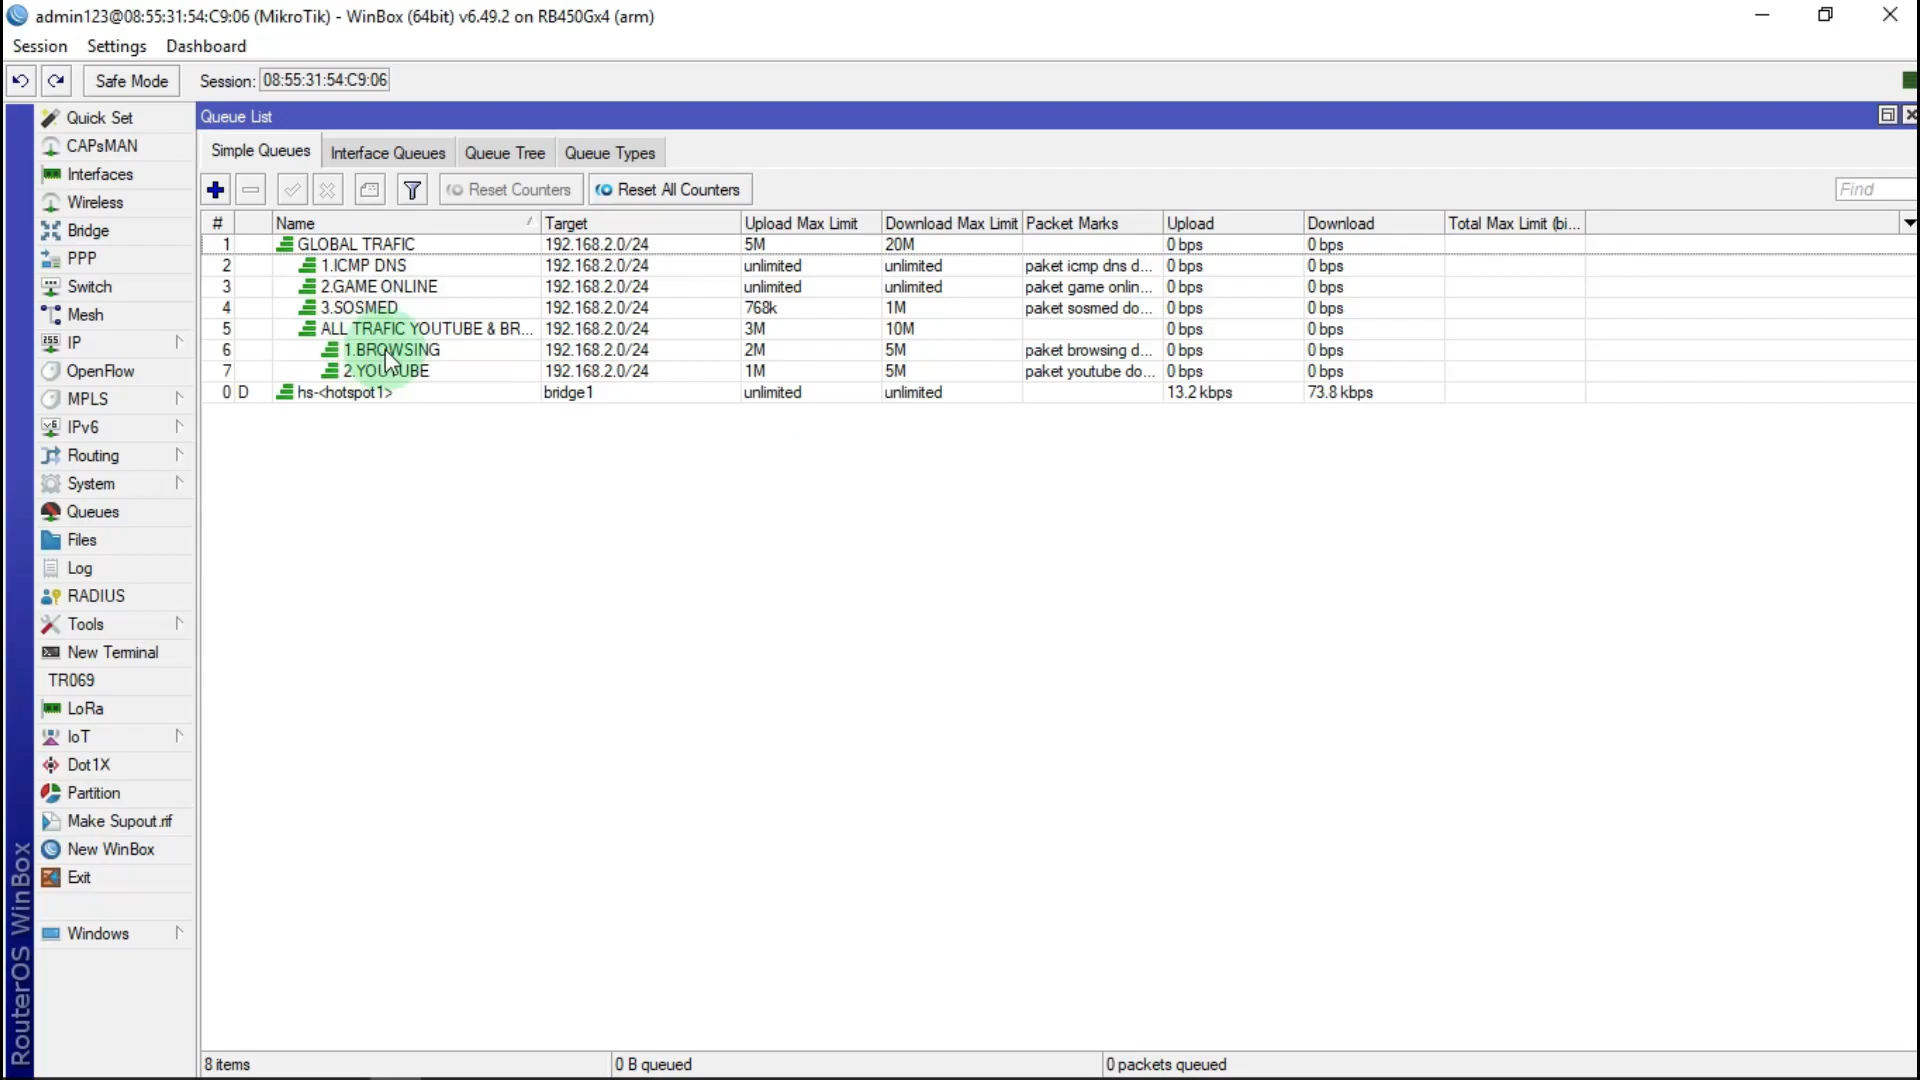 admin123@08:55:31:54:C9:06 (MikroTik) - WinBox (64bit) v6.49.2 on RB450Gx4 (arm)
Session Settings Dashboard
Safe Mode Session: 08:55:31:54:C9:06
Quick Set
CAPsMAN
Interfaces
Wireless
Bridge
PPP
Switch
Mesh
IP
OpenFlow
MPLS
IPv6
Routing
System
Queues
Files
Log
RADIUS
Tools
New Terminal
TR069
LoRa
IoT
Dot1X
Partition
Make Supout.rif
New WinBox
Exit
Windows
RouterOS WinBox
Queue List
Simple Queues Interface Queues Queue Tree Queue Types
Reset Counters Reset All Counters Find
# Name Target Upload Max Limit Download Max Limit Packet Marks Upload Download Total Max Limit (bi...
1 GLOBAL TRAFIC 192.168.2.0/24 5M 20M 0 bps 0 bps
2 1.ICMP DNS 192.168.2.0/24 unlimited unlimited paket icmp dns d... 0 bps 0 bps
3 2.GAME ONLINE 192.168.2.0/24 unlimited unlimited paket game onlin... 0 bps 0 bps
4 3.SOSMED 192.168.2.0/24 768k 1M paket sosmed do... 0 bps 0 bps
5 ALL TRAFIC YOUTUBE & BR... 192.168.2.0/24 3M 10M 0 bps 0 bps
6 1.BROWSING 192.168.2.0/24 2M 5M paket browsing d... 0 bps 0 bps
7 2.YOUTUBE 192.168.2.0/24 1M 5M paket youtube do... 0 bps 0 bps
0 D hs-<hotspot1> bridge1 unlimited unlimited 13.2 kbps 73.8 kbps
8 items 0 B queued 0 packets queued